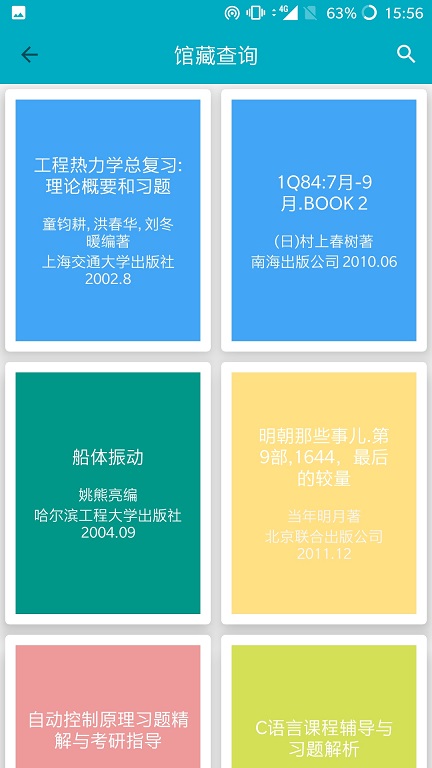 4G 63% 15:56
馆藏查询
工程热力学总复习:
理论概要和习题
童钧耕, 洪春华, 刘冬
暖编著
上海交通大学出版社
2002.8
1Q84:7月-9
月.BOOK 2
(日)村上春树著
南海出版公司 2010.06
船体振动
姚熊亮编
哈尔滨工程大学出版社
2004.09
明朝那些事儿.第
9部,1644，最后
的较量
当年明月著
北京联合出版公司
2011.12
自动控制原理习题精
解与考研指导
C语言课程辅导与
习题解析